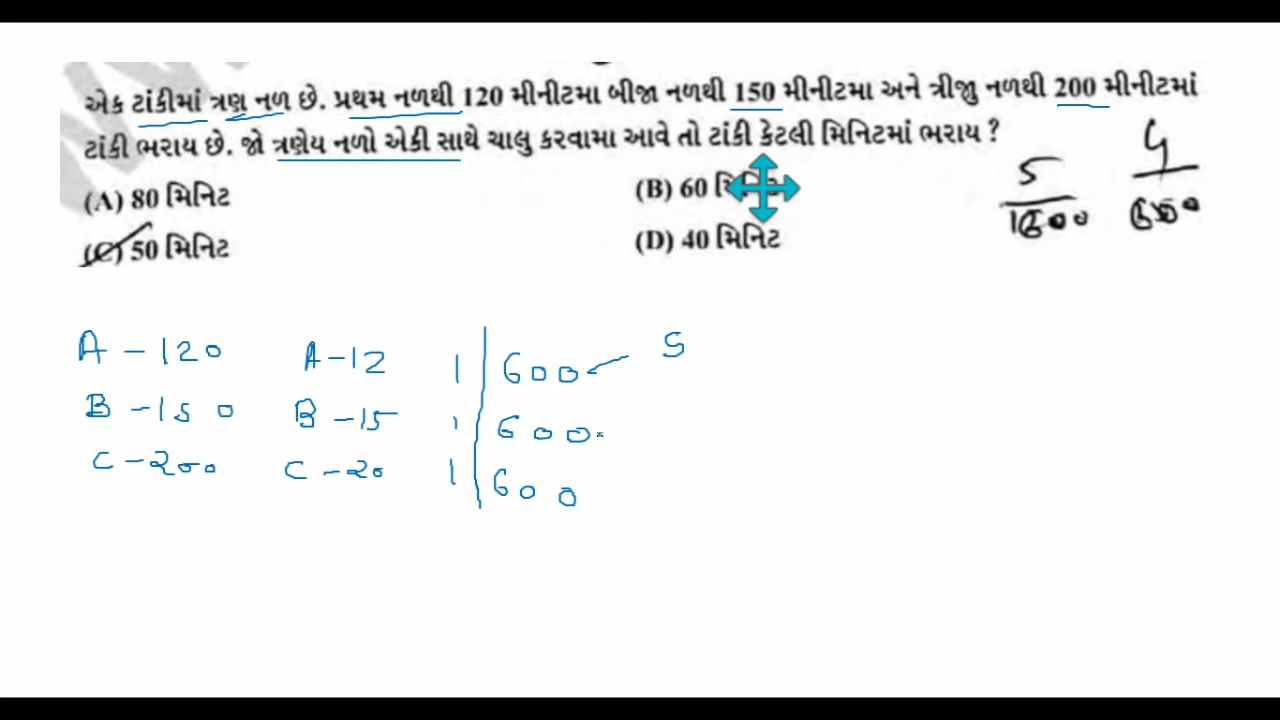 એક ટાંકીમાં ત્રણ નળ છે. પ્રથમ નળથી 120 મીનીટમા બીજા નળથી 150 મીનીટમા અને ત્રીજી નળથી 200 મીનીટમાં
ટાંકી ભરાય છે. જો ત્રણેય નળો એકી સાથે ચાલુ કરવામા આવે તો ટાંકી કેટલી મિનિટમાં ભરાય ?
(A) 80 મિનિટ
(B) 60
(C) 50 મિનિટ
(D) 40 મિનિટ
5
A - 120 A - 12 1 600 5
B - 150 B - 15 1 600
C - 200 C - 20 1 600